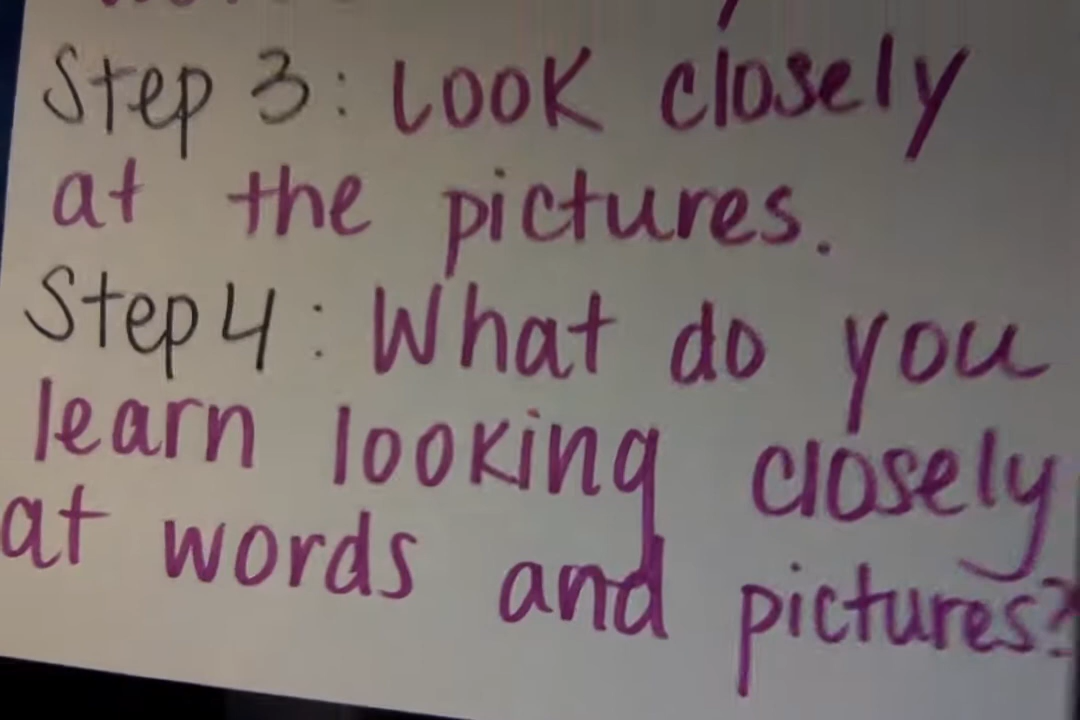 Step 3: Look closely
at the pictures.
Step 4: What do you
learn looking closely
at words and pictures?